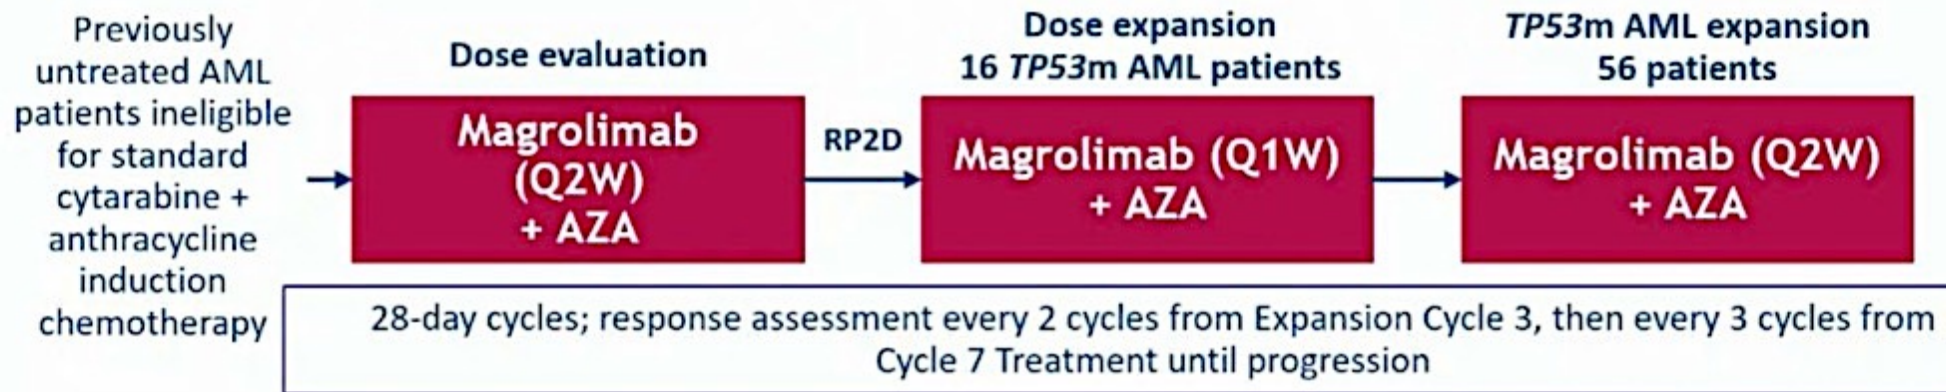 Previously
untreated AML
patients ineligible
for standard
cytarabine +
anthracycline
induction
chemotherapy
Dose evaluation
Magrolimab
(Q2W)
+ AZA
RP2D
Dose expansion
16 TP53m AML patients
Magrolimab (Q1W)
+ AZA
TP53m AML expansion
56 patients
Magrolimab (Q2W)
+ AZA
28-day cycles; response assessment every 2 cycles from Expansion Cycle 3, then every 3 cycles from
Cycle 7 Treatment until progression